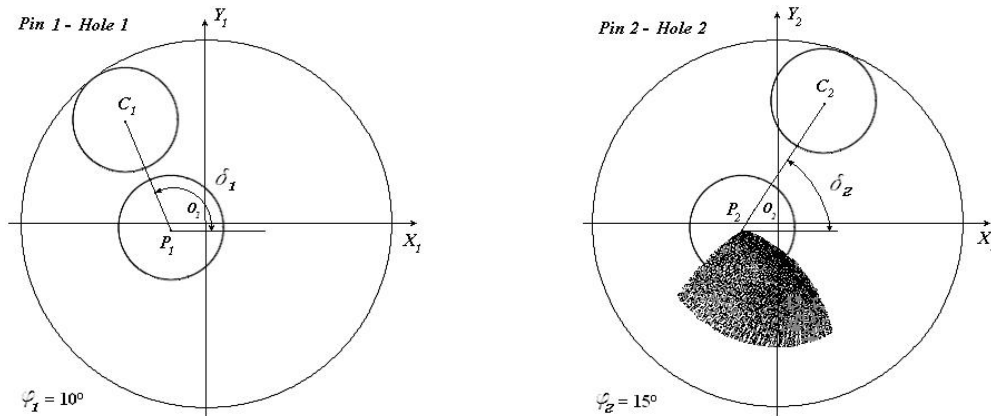 Pin 1 - Hole 1
Y1
C1
δ1
O1
P1
X1
φ1 = 10°
Pin 2 - Hole 2
Y2
C2
δ2
P2
O2
X
φ2 = 15°